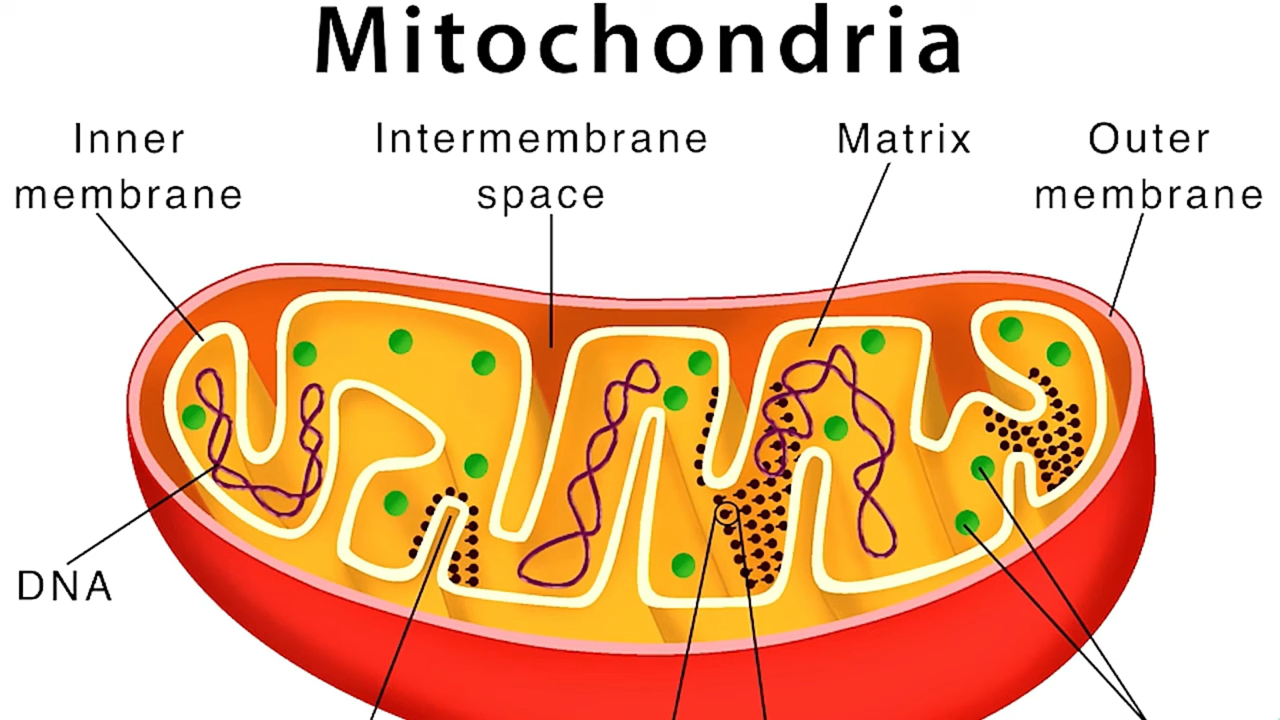 Mitochondria
Inner
membrane
Intermembrane
space
Matrix
Outer
membrane
DNA